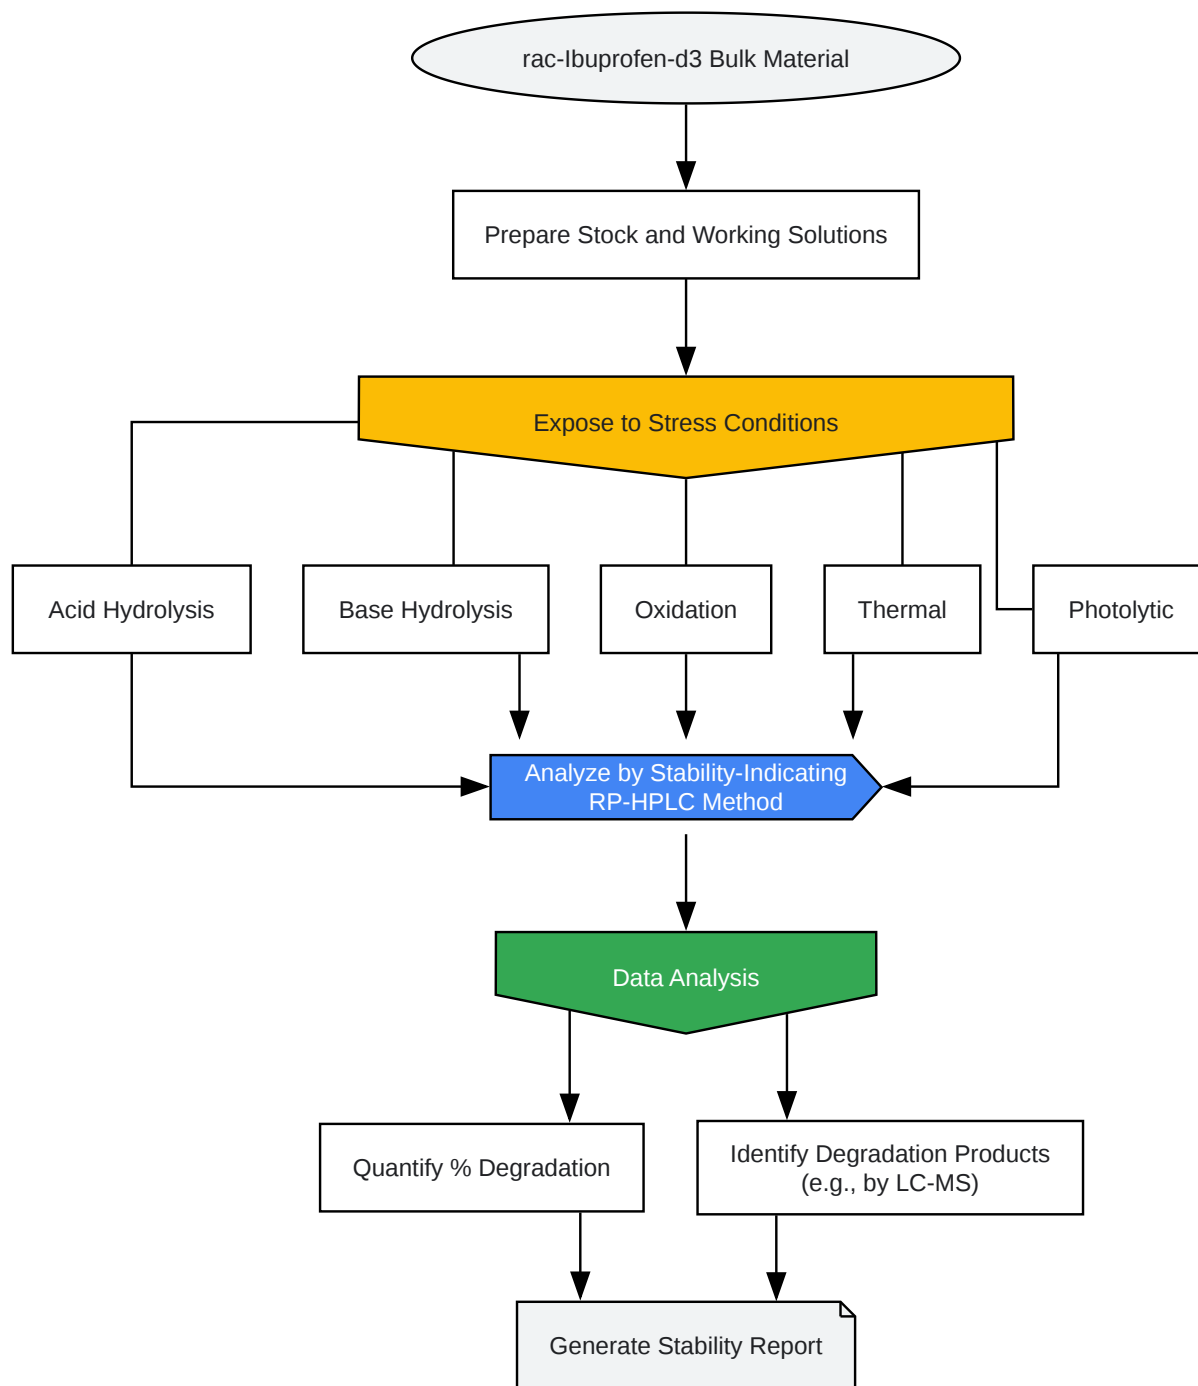 rac-Ibuprofen-d3 Bulk Material
Prepare Stock and Working Solutions
Expose to Stress Conditions
Acid Hydrolysis
Base Hydrolysis
Oxidation
Thermal
Photolytic
Analyze by Stability-Indicating
RP-HPLC Method
Data Analysis
Quantify % Degradation
Identify Degradation Products
(e.g., by LC-MS)
Generate Stability Report